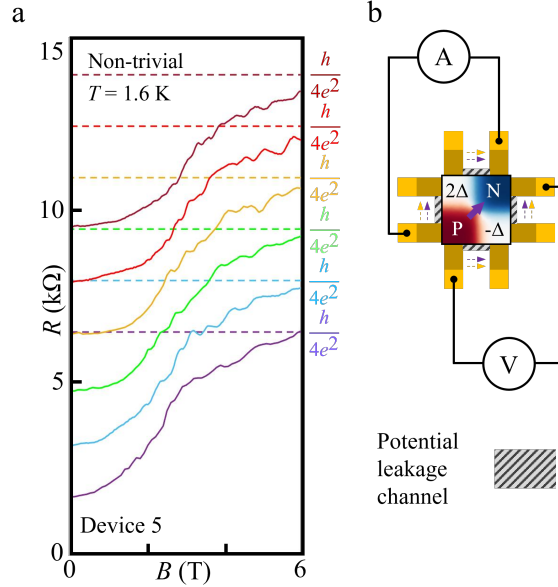 a
b
15
10
5
0
0
6
R (kΩ)
B (T)
Non-trivial
T = 1.6 K
Device 5
h
4e²
h
4e²
h
4e²
h
4e²
h
4e²
h
4e²
A
2Δ N
P -Δ
V
Potential
leakage
channel